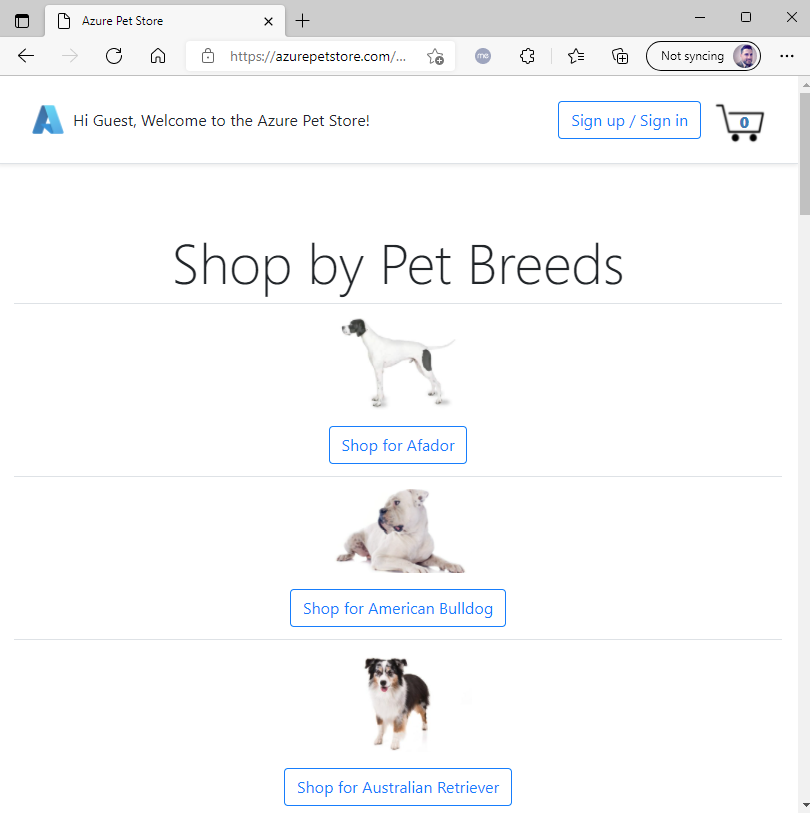 Azure Pet Store
https://azurepetstore.com/...
me
Not syncing
Hi Guest, Welcome to the Azure Pet Store!
Sign up / Sign in
0
Shop by Pet Breeds
Shop for Afador
Shop for American Bulldog
Shop for Australian Retriever